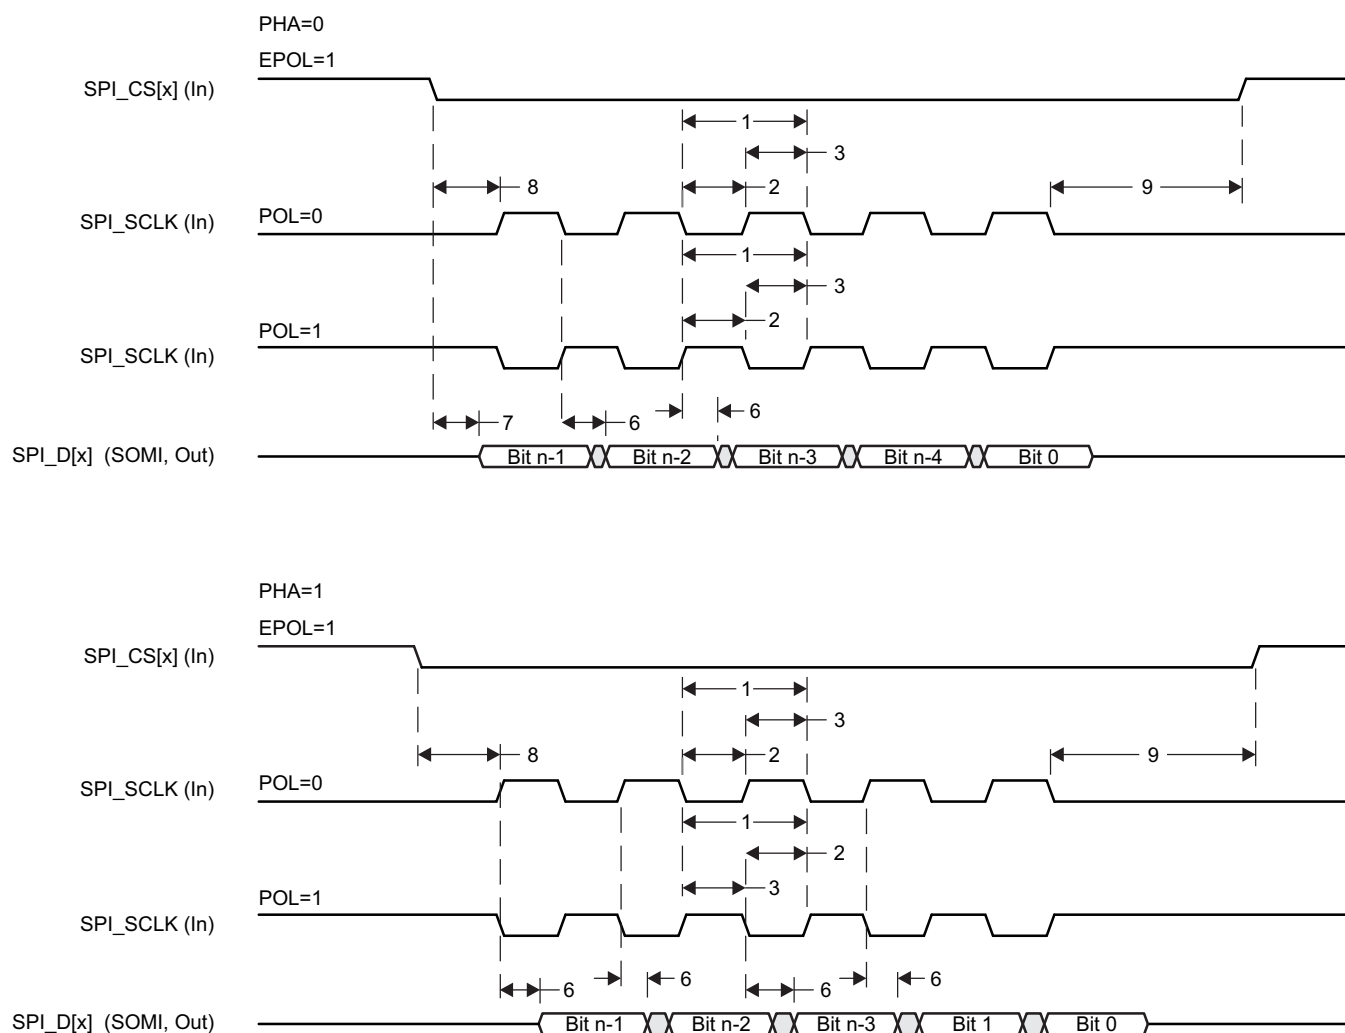 PHA=0
EPOL=1
SPI_CS[x] (In)
1
3
8
2
9
POL=0
SPI_SCLK (In)
1
3
2
POL=1
SPI_SCLK (In)
7
6
6
SPI_D[x] (SOMI, Out)
Bit n-1 Bit n-2 Bit n-3 Bit n-4 Bit 0
PHA=1
EPOL=1
SPI_CS[x] (In)
1
3
8
2
9
POL=0
SPI_SCLK (In)
1
2
3
POL=1
SPI_SCLK (In)
6
6
6
6
SPI_D[x] (SOMI, Out)
Bit n-1 Bit n-2 Bit n-3 Bit 1 Bit 0